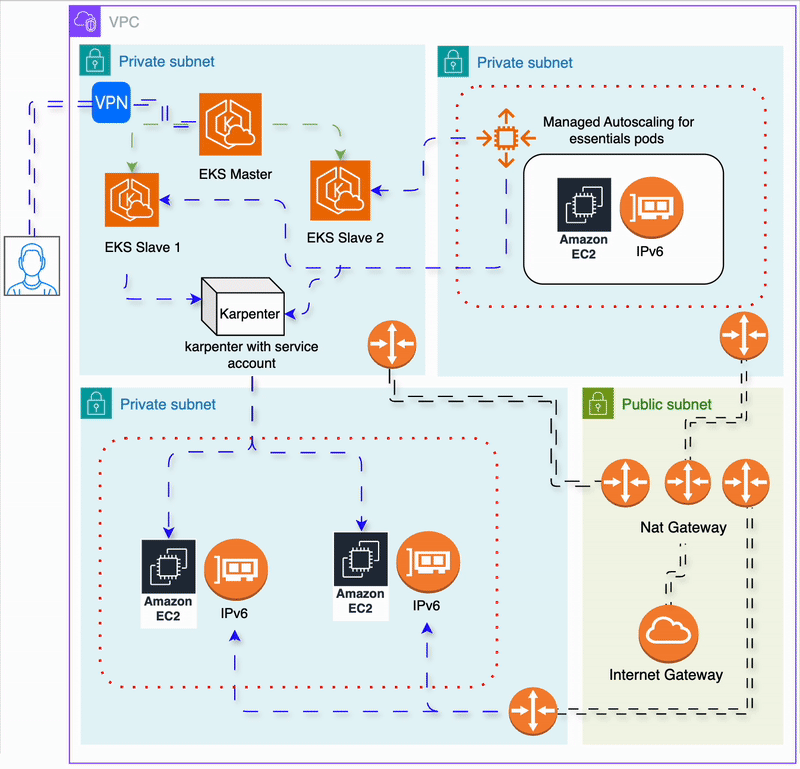 VPC
Private subnet
Private subnet
VPN
EKS Master
EKS Slave 1
EKS Slave 2
Managed Autoscaling for
essentials pods
Amazon
EC2
IPv6
Karpenter
karpenter with service
account
Private subnet
Public subnet
Nat Gateway
Amazon
EC2
IPv6
Amazon
EC2
IPv6
Internet Gateway